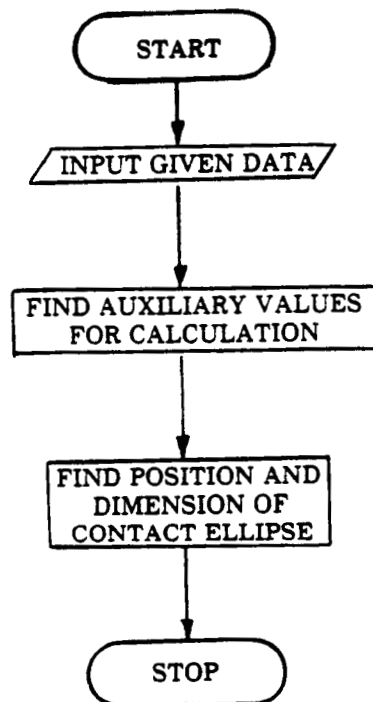 START
INPUT GIVEN DATA
FIND AUXILIARY VALUES
FOR CALCULATION
FIND POSITION AND
DIMENSION OF
CONTACT ELLIPSE
STOP